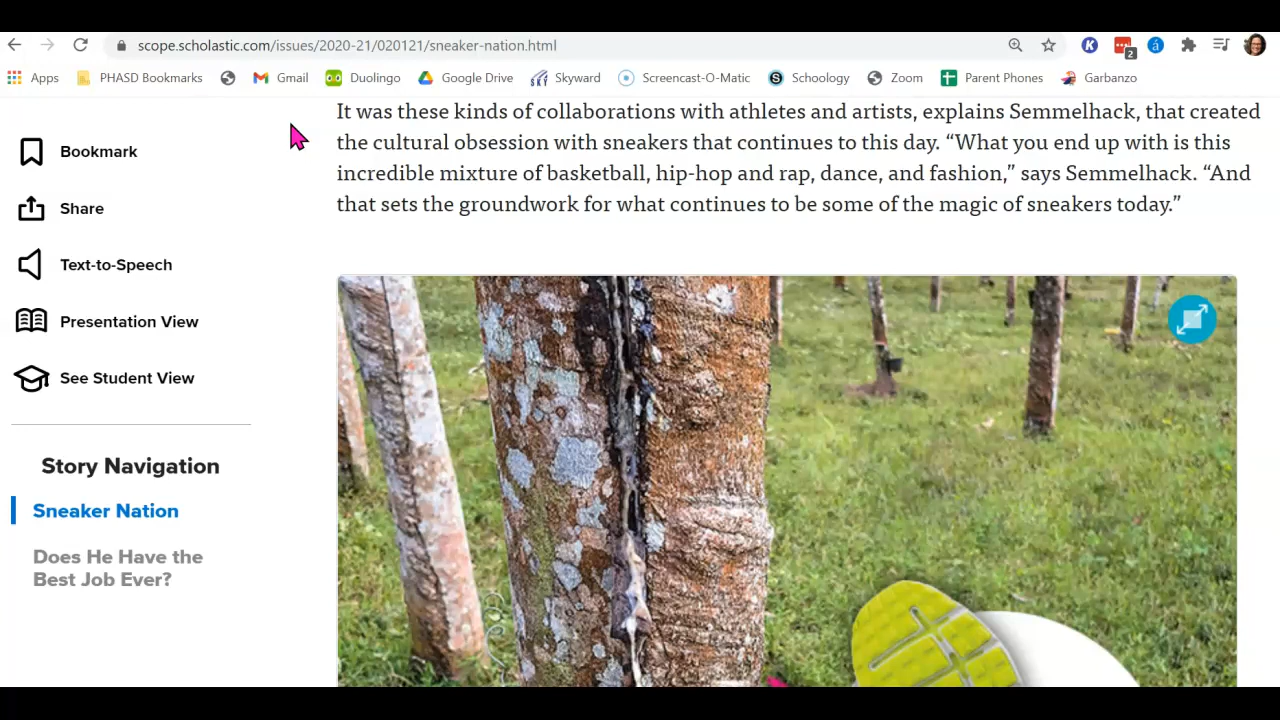 scope.scholastic.com/issues/2020-21/020121/sneaker-nation.html
2
Apps PHASD Bookmarks Gmail Duolingo Google Drive Skyward Screencast-O-Matic Schoology Zoom Parent Phones Garbanzo
Bookmark
Share
Text-to-Speech
Presentation View
See Student View
Story Navigation
Sneaker Nation
Does He Have the
Best Job Ever?
It was these kinds of collaborations with athletes and artists, explains Semmelhack, that created
the cultural obsession with sneakers that continues to this day. “What you end up with is this
incredible mixture of basketball, hip-hop and rap, dance, and fashion,” says Semmelhack. “And
that sets the groundwork for what continues to be some of the magic of sneakers today.”